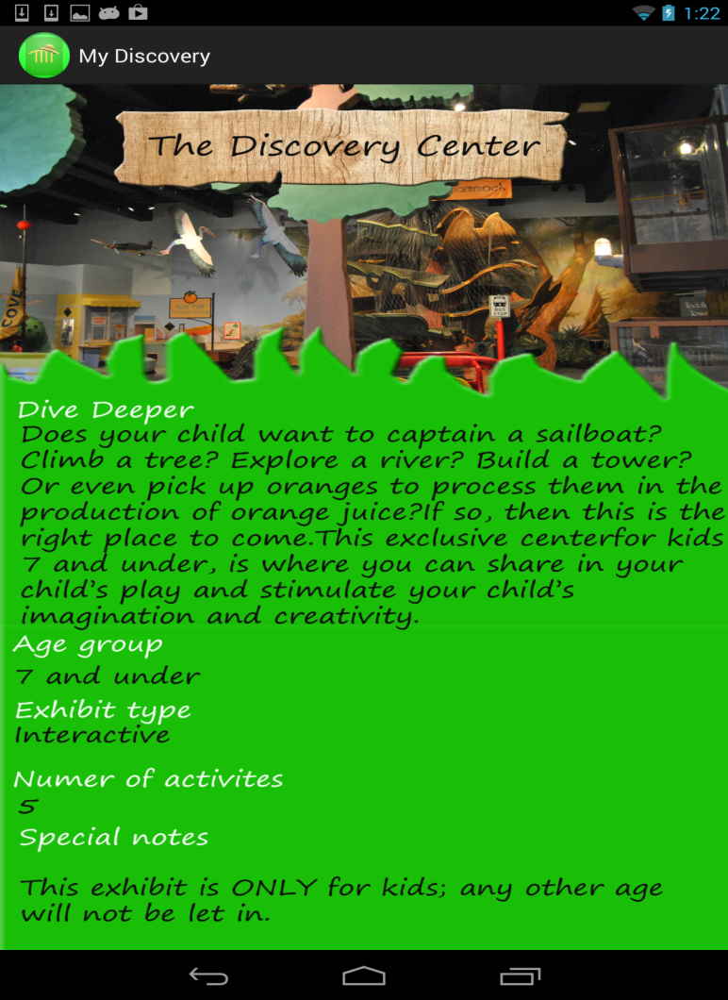 1:22
My Discovery
The Discovery Center
Hammock
COVE
BUS
STOP
Dive Deeper
Does your child want to captain a sailboat?
Climb a tree? Explore a river? Build a tower?
Or even pick up oranges to process them in the
production of orange juice?If so, then this is the
right place to come.This exclusive centerfor kids
7 and under, is where you can share in your
child's play and stimulate your child's
imagination and creativity.
Age group
7 and under
Exhibit type
Interactive
Numer of activites
5
Special notes
This exhibit is ONLY for kids; any other age
will not be let in.